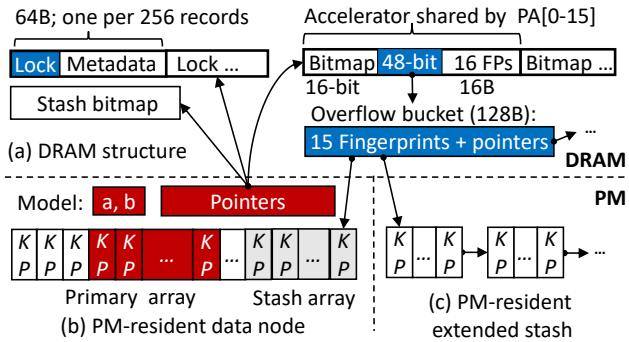 64B; one per 256 records
Accelerator shared by PA[0-15]
Lock Metadata Lock ...
Bitmap 48-bit 16 FPs Bitmap ...
16-bit 16B
Stash bitmap
Overflow bucket (128B):
15 Fingerprints + pointers ...
(a) DRAM structure
DRAM
PM
Model: a, b Pointers
K K K K K ... K ... K K ... K
P P P P P P P P P
K ... K K ... K ...
P P P P
Primary array Stash array
(b) PM-resident data node
(c) PM-resident
extended stash